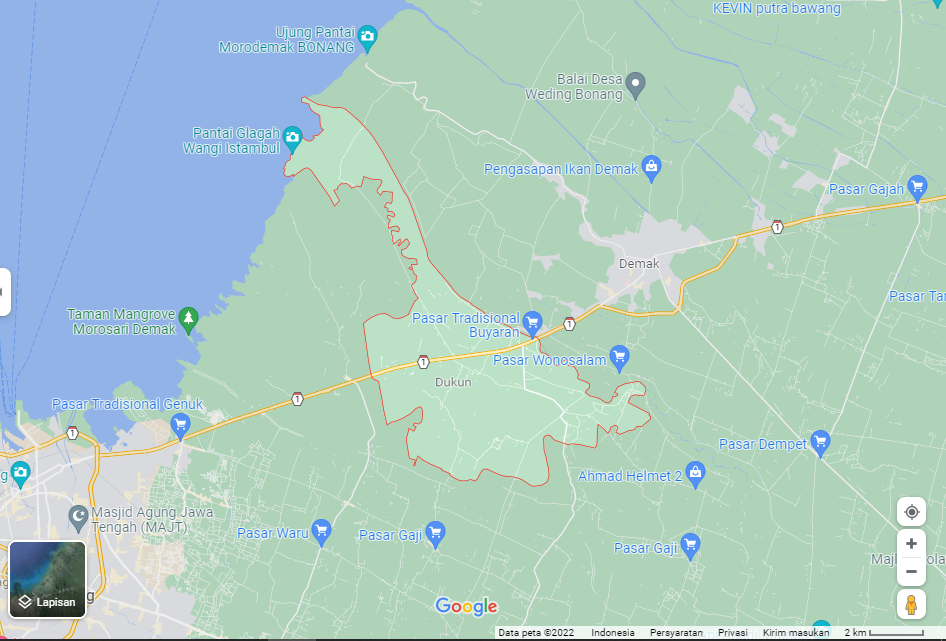 KEVIN putra bawang
Ujung Pantai
Morodemak BONANG
Balai Desa
Weding Bonang
Pantai Glagah
Wangi Istambul
Pengasapan Ikan Demak
Pasar Gajah
1
Demak
Pasar Tan
Taman Mangrove
Morosari Demak
Pasar Tradisional
Buyaran
1
Pasar Wonosalam
1
Dukun
1
Pasar Tradisional Genuk
1
Pasar Dempet
g
Ahmad Helmet 2
Masjid Agung Jawa
Tengah (MAJT)
Pasar Waru
Pasar Gaji
Pasar Gaji
Lapisan
g
Google
Data peta ©2022 Indonesia Persyaratan Privasi Kirim masukan 2 km